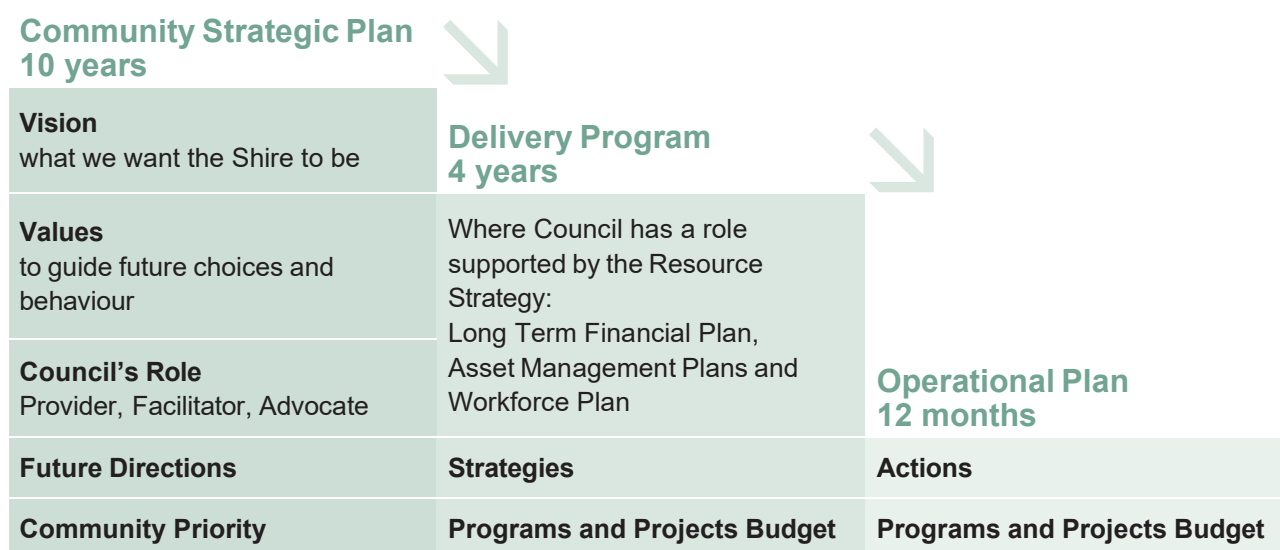 Community Strategic Plan
10 years
Vision
what we want the Shire to be
Values
to guide future choices and
behaviour
Council’s Role
Provider, Facilitator, Advocate
Future Directions
Community Priority
Delivery Program
4 years
Where Council has a role
supported by the Resource
Strategy:
Long Term Financial Plan,
Asset Management Plans and
Workforce Plan
Strategies
Programs and Projects Budget
Operational Plan
12 months
Actions
Programs and Projects Budget